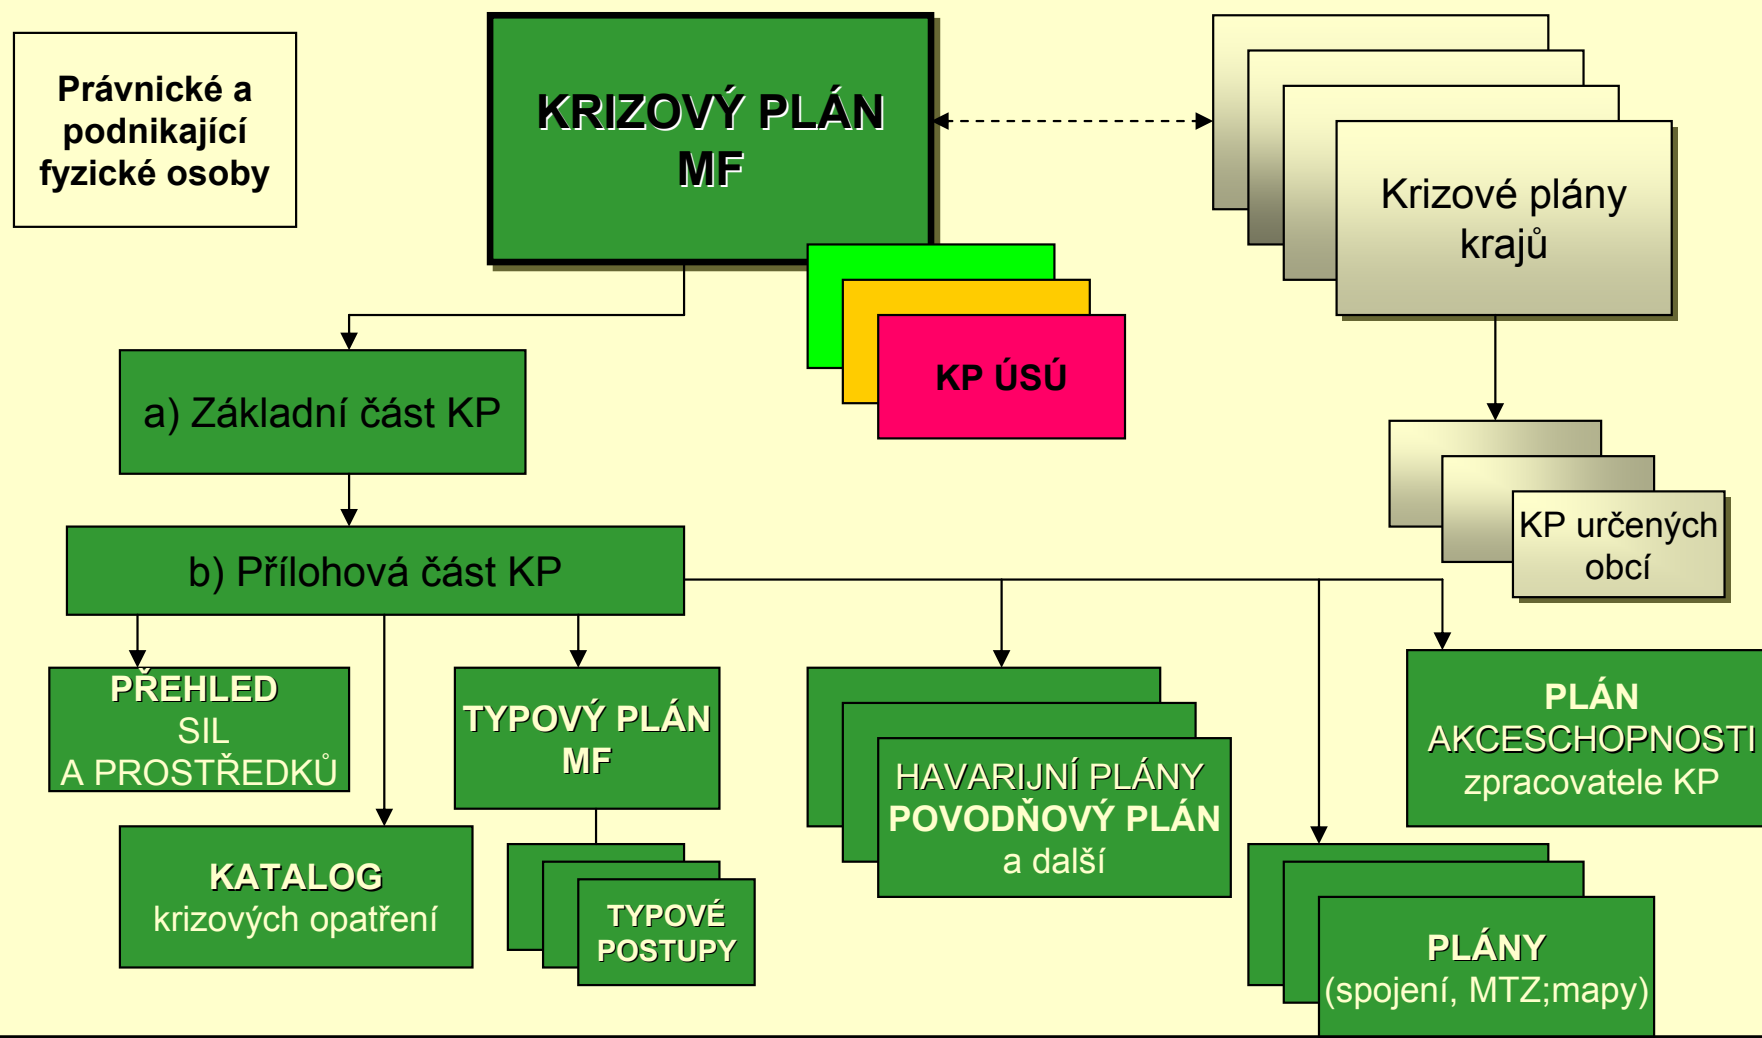 Právnické a
podnikající
fyzické osoby
KRIZOVÝ PLÁN
MF
Krizové plány
krajů
KP ÚSÚ
a) Základní část KP
KP určených
obcí
b) Přílohová část KP
PŘEHLED
SIL
A PROSTŘEDKŮ
TYPOVÝ PLÁN
MF
HAVARIJNÍ PLÁNY
POVODŇOVÝ PLÁN
a další
PLÁN
AKCESCHOPNOSTI
zpracovatele KP
KATALOG
krizových opatření
TYPOVÉ
POSTUPY
PLÁNY
(spojení, MTZ;mapy)